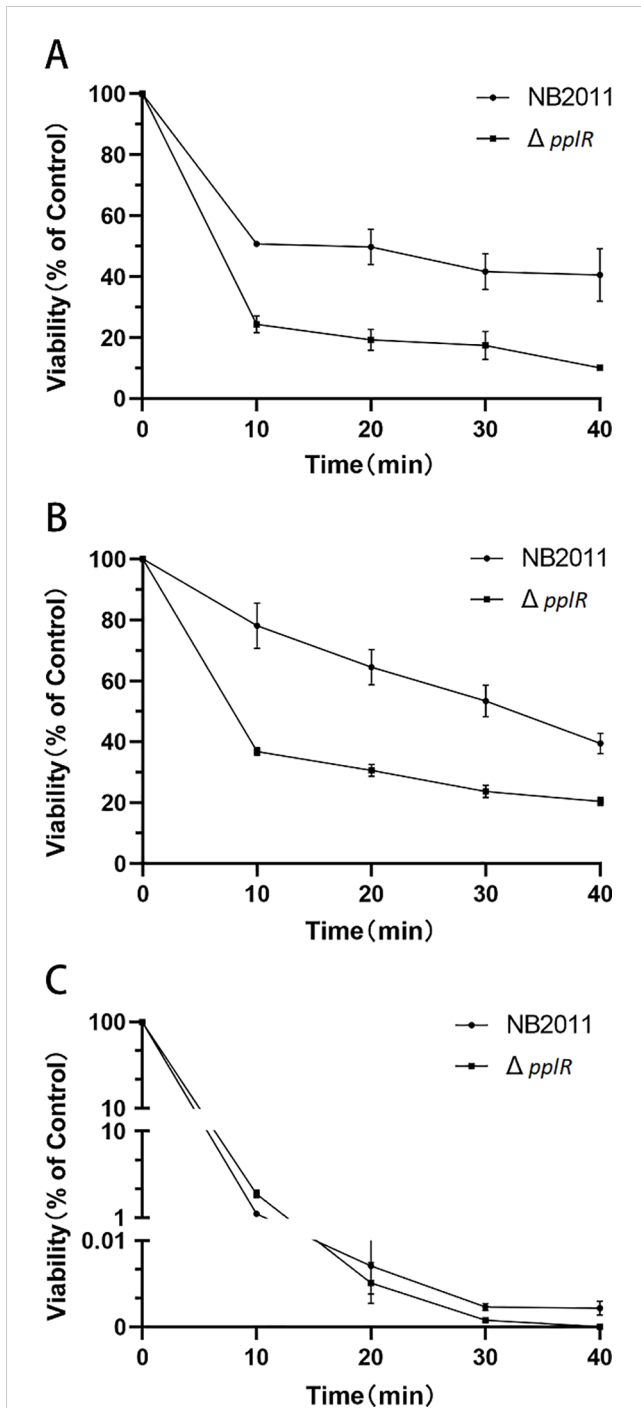 A
Viability(% of Control)
100
80
60
40
20
0
0 10 20 30 40
Time(min)
NB2011
Δ pplR
B
Viability(% of Control)
100
80
60
40
20
0
0 10 20 30 40
Time(min)
NB2011
Δ pplR
C
Viability(% of Control)
100
10
10
1
0.01
0
0 10 20 30 40
Time(min)
NB2011
Δ pplR